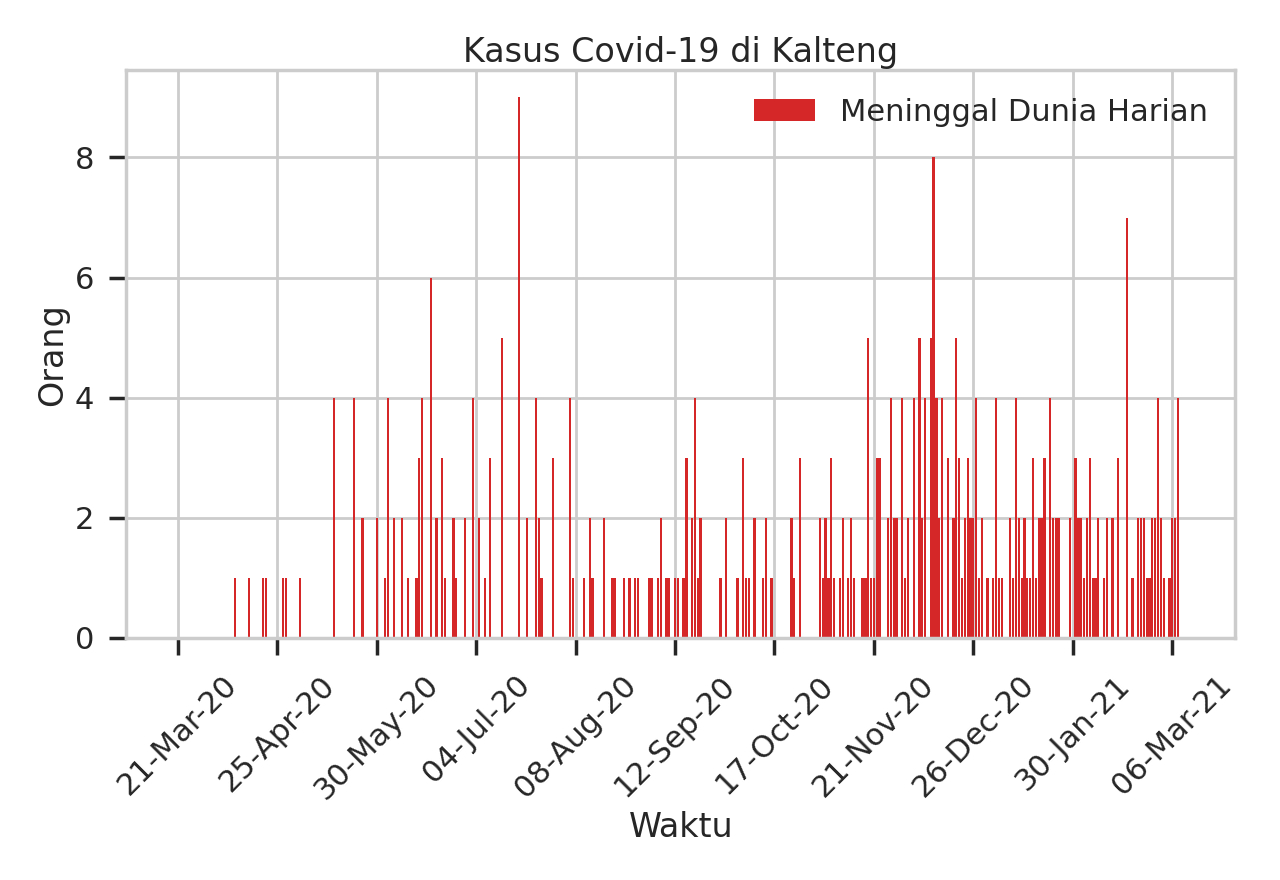 Kasus Covid-19 di Kalteng
Meninggal Dunia Harian
Orang
8
6
4
2
0
21-Mar-20
25-Apr-20
30-May-20
04-Jul-20
08-Aug-20
12-Sep-20
17-Oct-20
21-Nov-20
26-Dec-20
30-Jan-21
06-Mar-21
Waktu